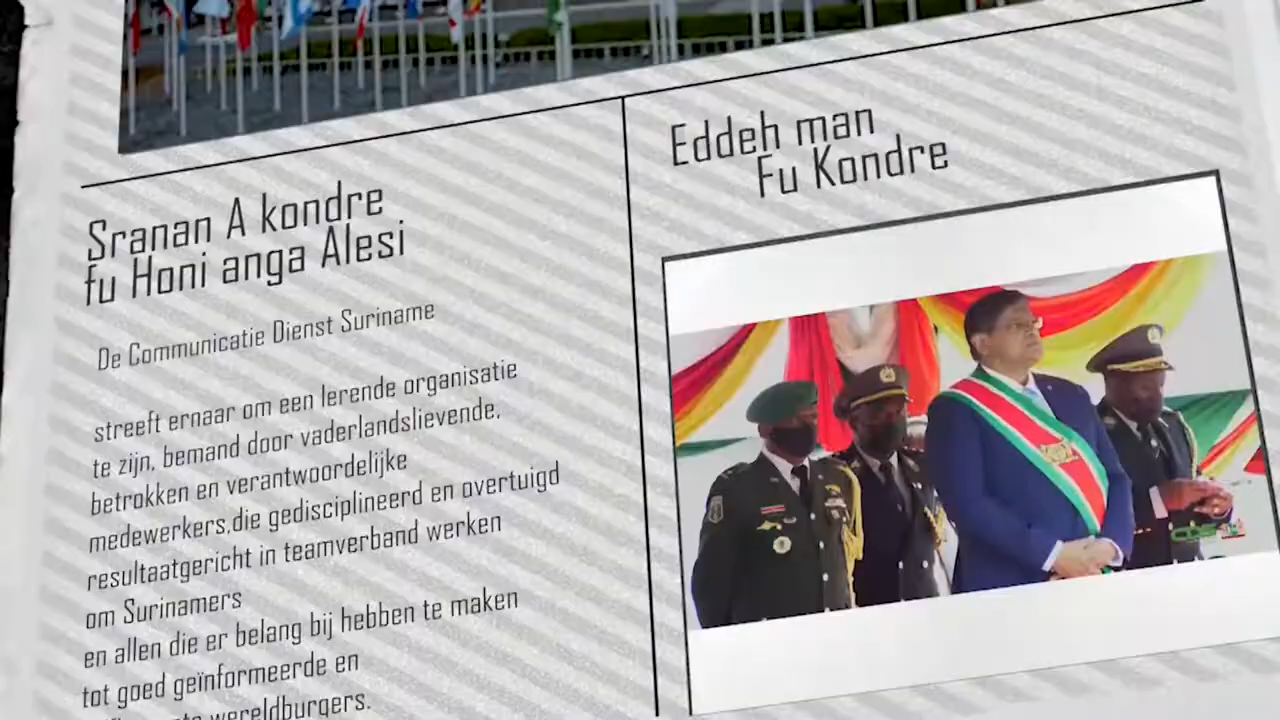 Sranan A kondre
fu Honi anga Alesi
De Communicatie Dienst Suriname
streeft ernaar om een lerende organisatie
te zijn, bemand door vaderlandslievende,
betrokken en verantwoordelijke
medewerkers,die gedisciplineerd en overtuigd
resultaatgericht in teamverband werken
om Surinamers
en allen die er belang bij hebben te maken
tot goed geïnformeerde en
wereldburgers.
Eddeh man
Fu Kondre